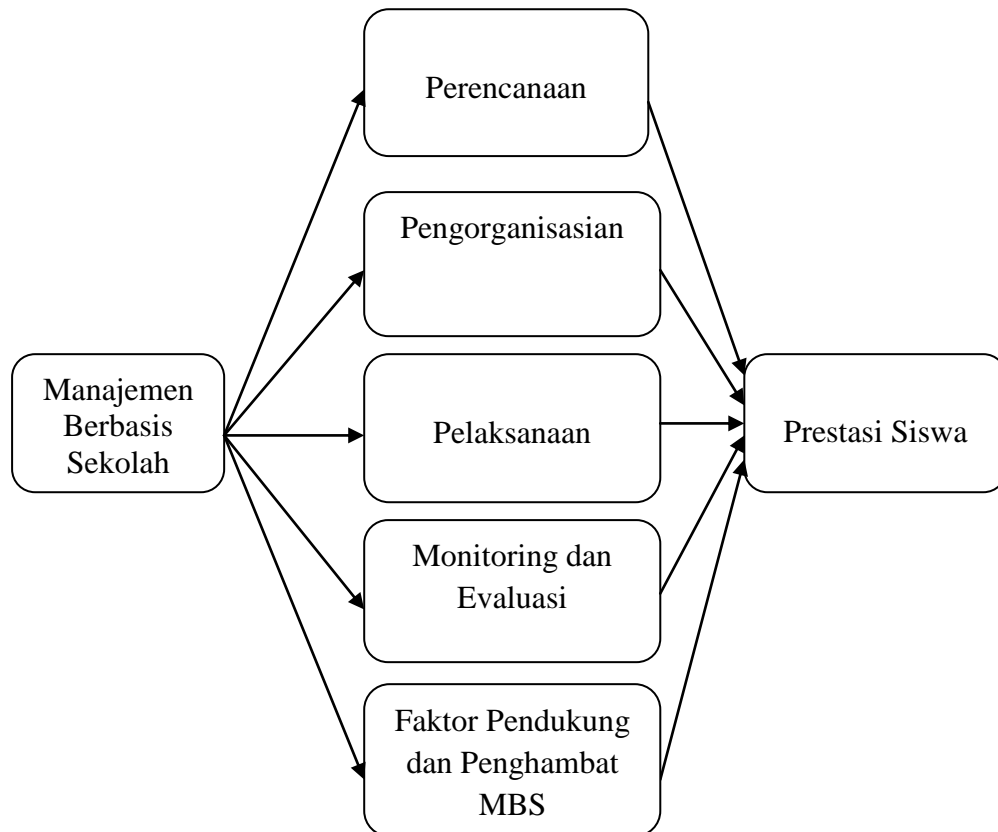 Perencanaan
Pengorganisasian
Manajemen
Berbasis
Sekolah
Pelaksanaan
Prestasi Siswa
Monitoring dan
Evaluasi
Faktor Pendukung
dan Penghambat
MBS